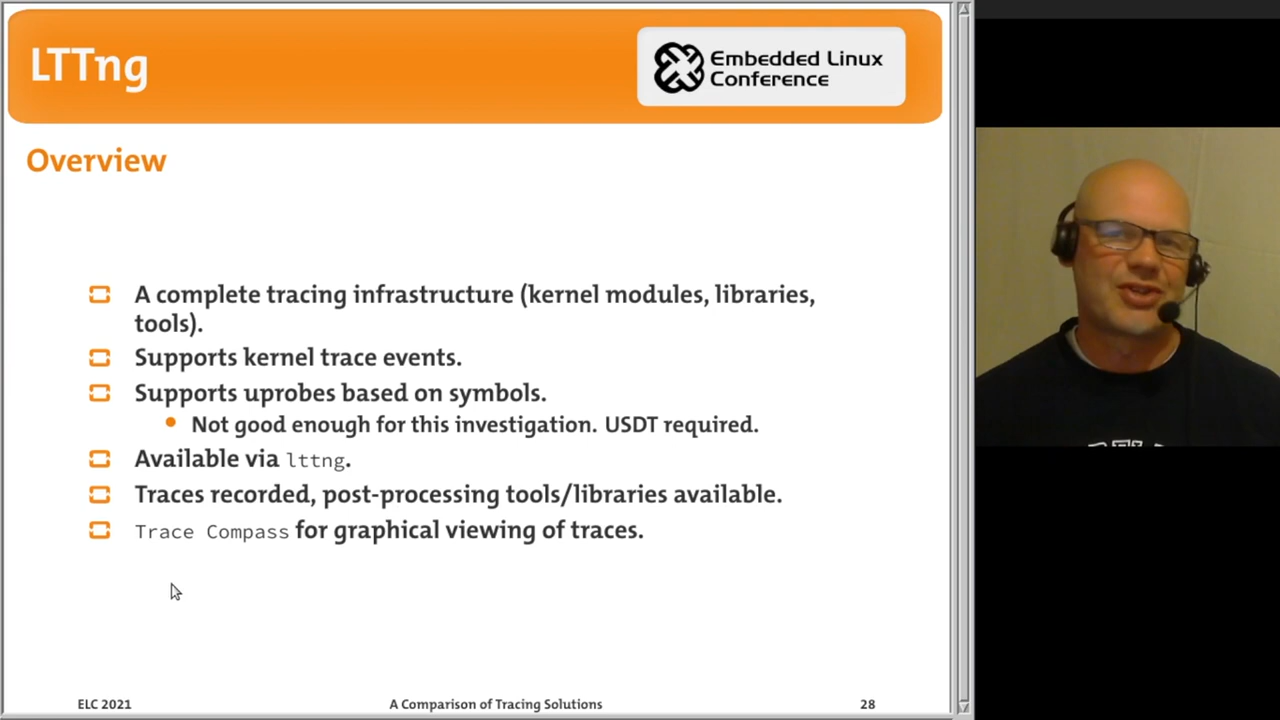 LTTng
Embedded Linux
Conference
Overview
A complete tracing infrastructure (kernel modules, libraries,
tools).
Supports kernel trace events.
Supports uprobes based on symbols.
Not good enough for this investigation. USDT required.
Available via lttng.
Traces recorded, post-processing tools/libraries available.
Trace Compass for graphical viewing of traces.
ELC 2021
A Comparison of Tracing Solutions
28